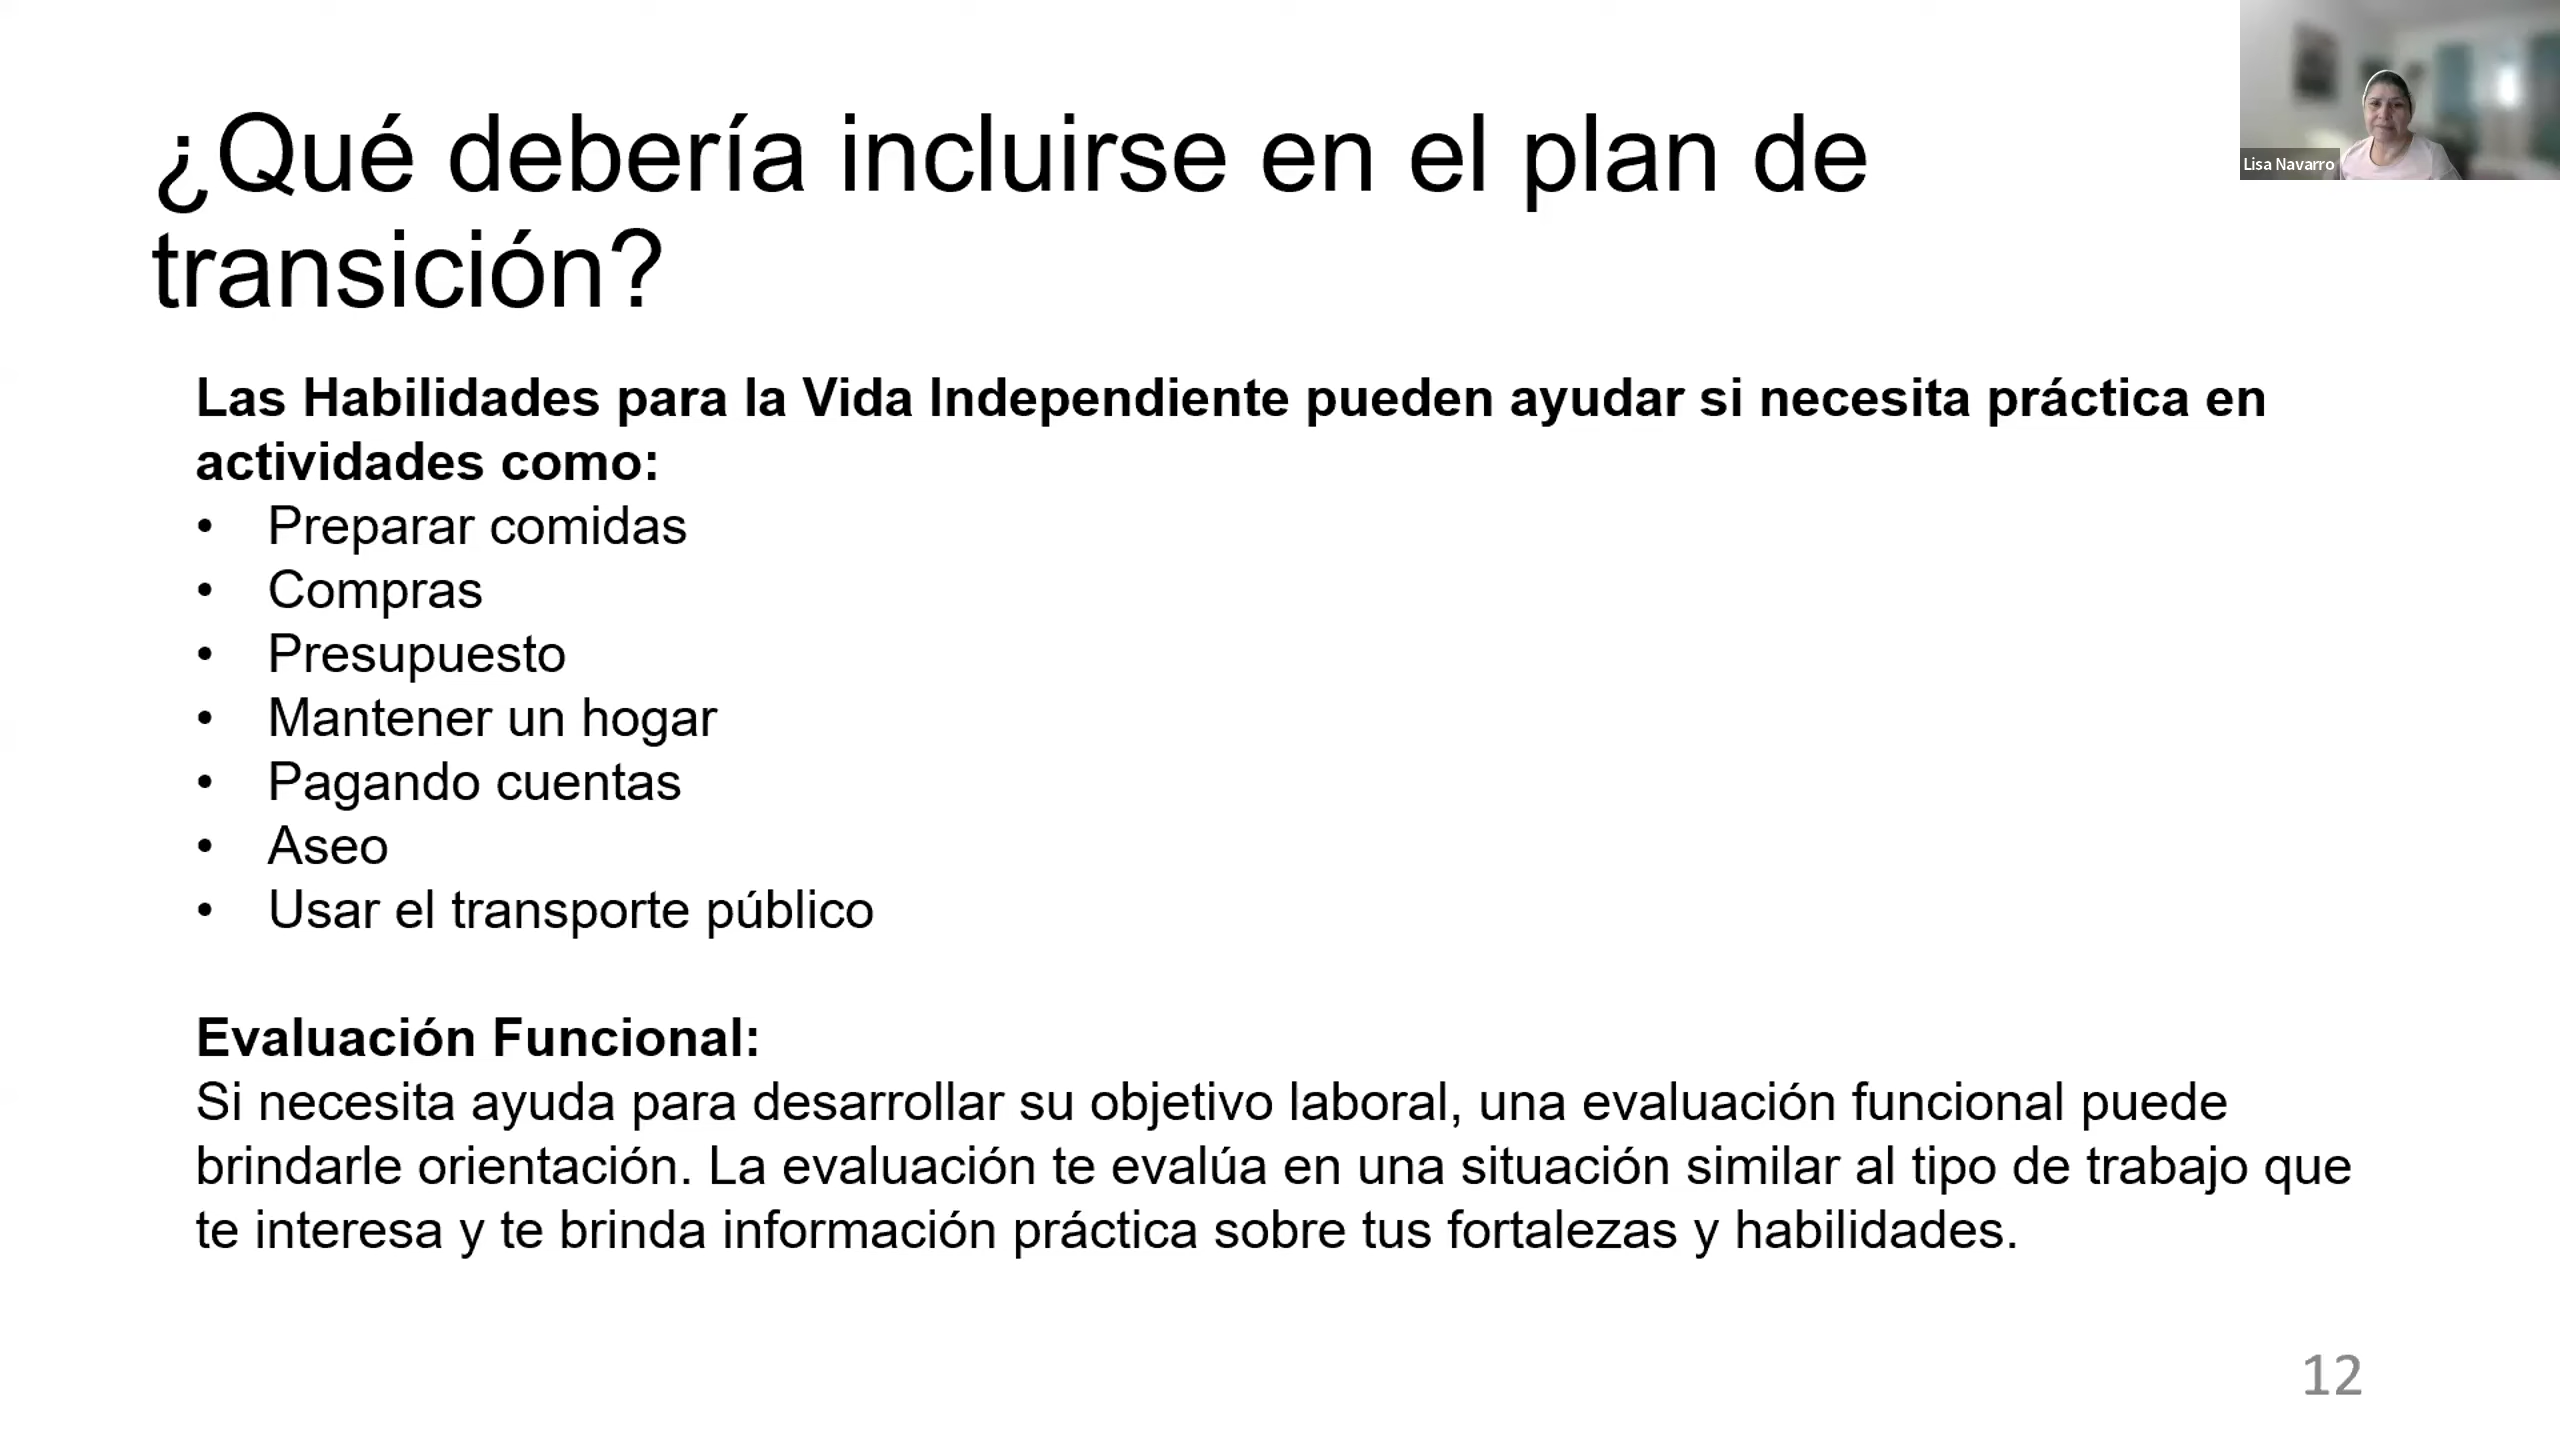 ¿Qué debería incluirse en el plan de
transición?
Lisa Navarro
Las Habilidades para la Vida Independiente pueden ayudar si necesita práctica en
actividades como:
• Preparar comidas
• Compras
• Presupuesto
• Mantener un hogar
• Pagando cuentas
• Aseo
• Usar el transporte público
Evaluación Funcional:
Si necesita ayuda para desarrollar su objetivo laboral, una evaluación funcional puede
brindarle orientación. La evaluación te evalúa en una situación similar al tipo de trabajo que
te interesa y te brinda información práctica sobre tus fortalezas y habilidades.
12